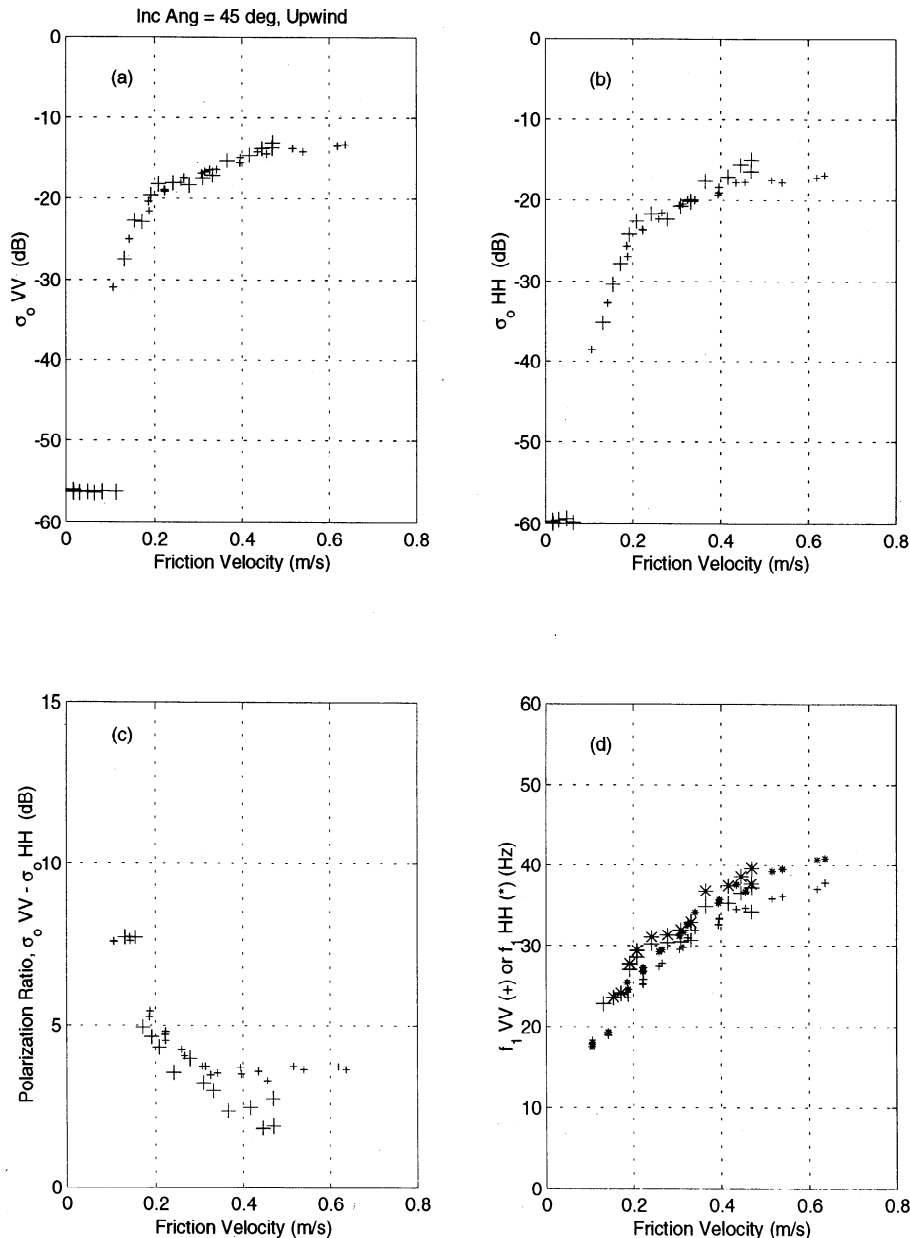 Inc Ang = 45 deg, Upwind
(a)
0
-10
-20
-30
-40
-50
-60
σo VV (dB)
0 0.2 0.4 0.6 0.8
Friction Velocity (m/s)
(b)
0
-10
-20
-30
-40
-50
-60
σo HH (dB)
0 0.2 0.4 0.6 0.8
Friction Velocity (m/s)
(c)
15
10
5
0
Polarization Ratio, σo VV - σo HH (dB)
0 0.2 0.4 0.6 0.8
Friction Velocity (m/s)
(d)
60
50
40
30
20
10
0
f1 VV (+) or f1 HH (*) (Hz)
0 0.2 0.4 0.6 0.8
Friction Velocity (m/s)